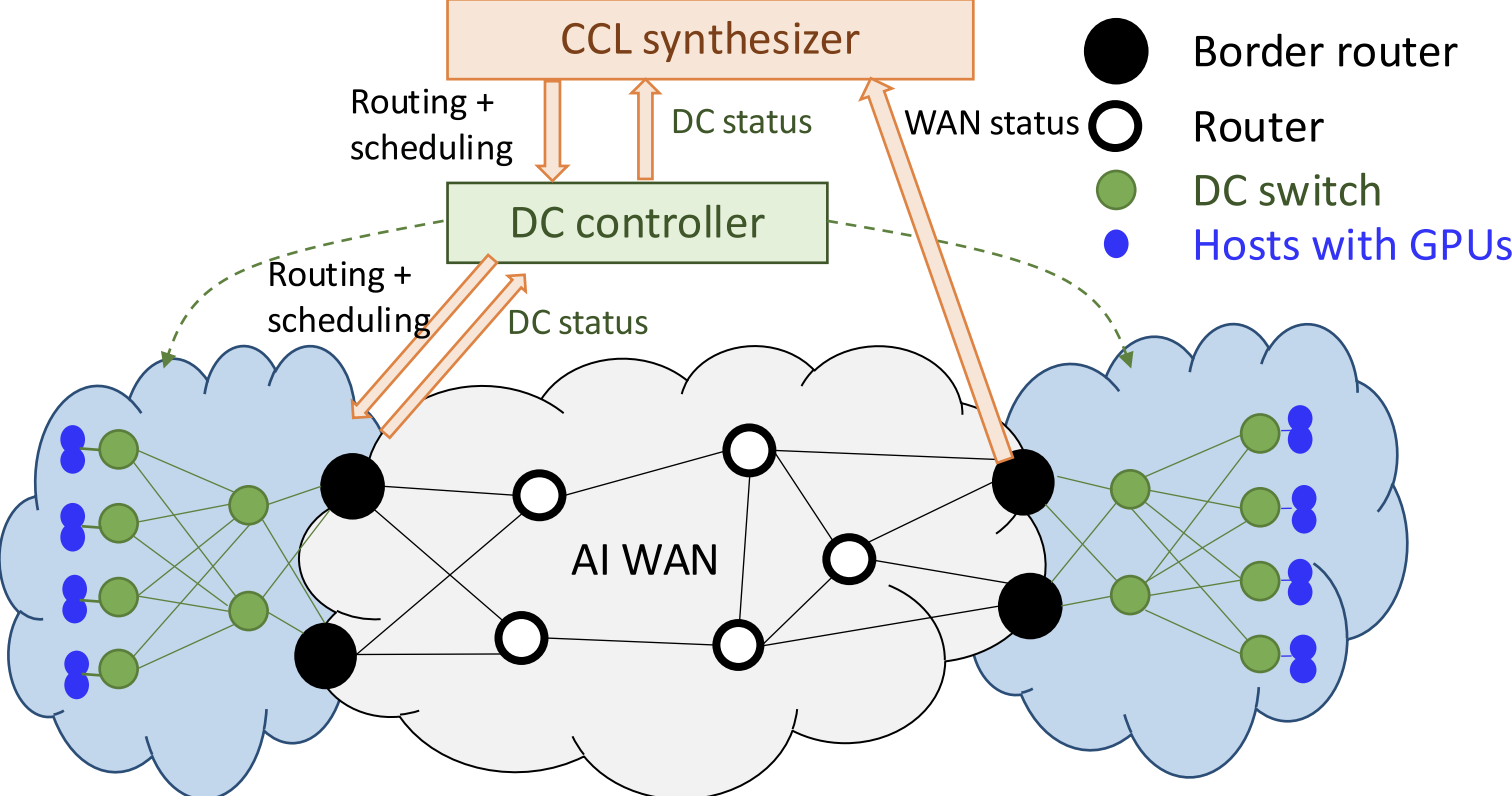 CCL synthesizer
Routing +
scheduling
DC status
WAN status
DC controller
Routing +
scheduling
DC status
AI WAN
Border router
Router
DC switch
Hosts with GPUs